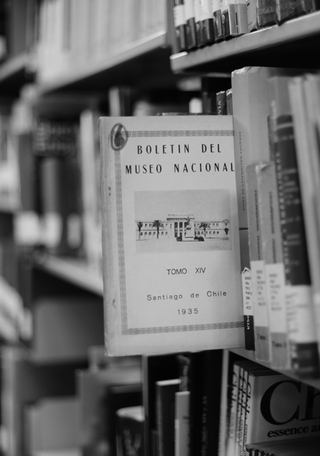 BOLETIN DEL
MUSEO NACIONAL
TOMO XIV
Santiago de Chile
1935
essence